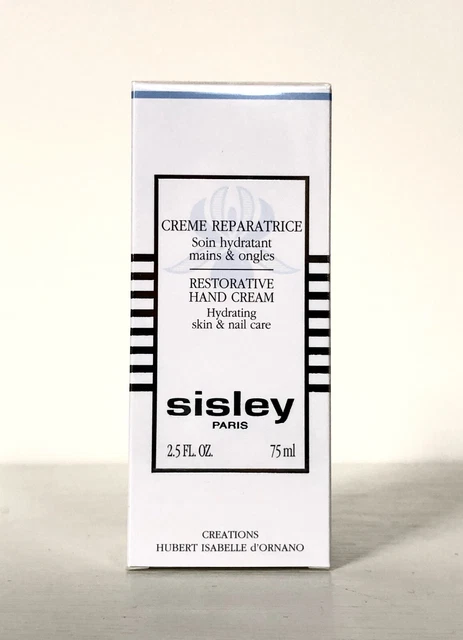 CREME REPARATRICE
Soin hydratant
mains & ongles
RESTORATIVE
HAND CREAM
Hydrating
skin & nail care
sisley
PARIS
2.5 FL. OZ. 75 ml
CREATIONS
HUBERT ISABELLE d'ORNANO